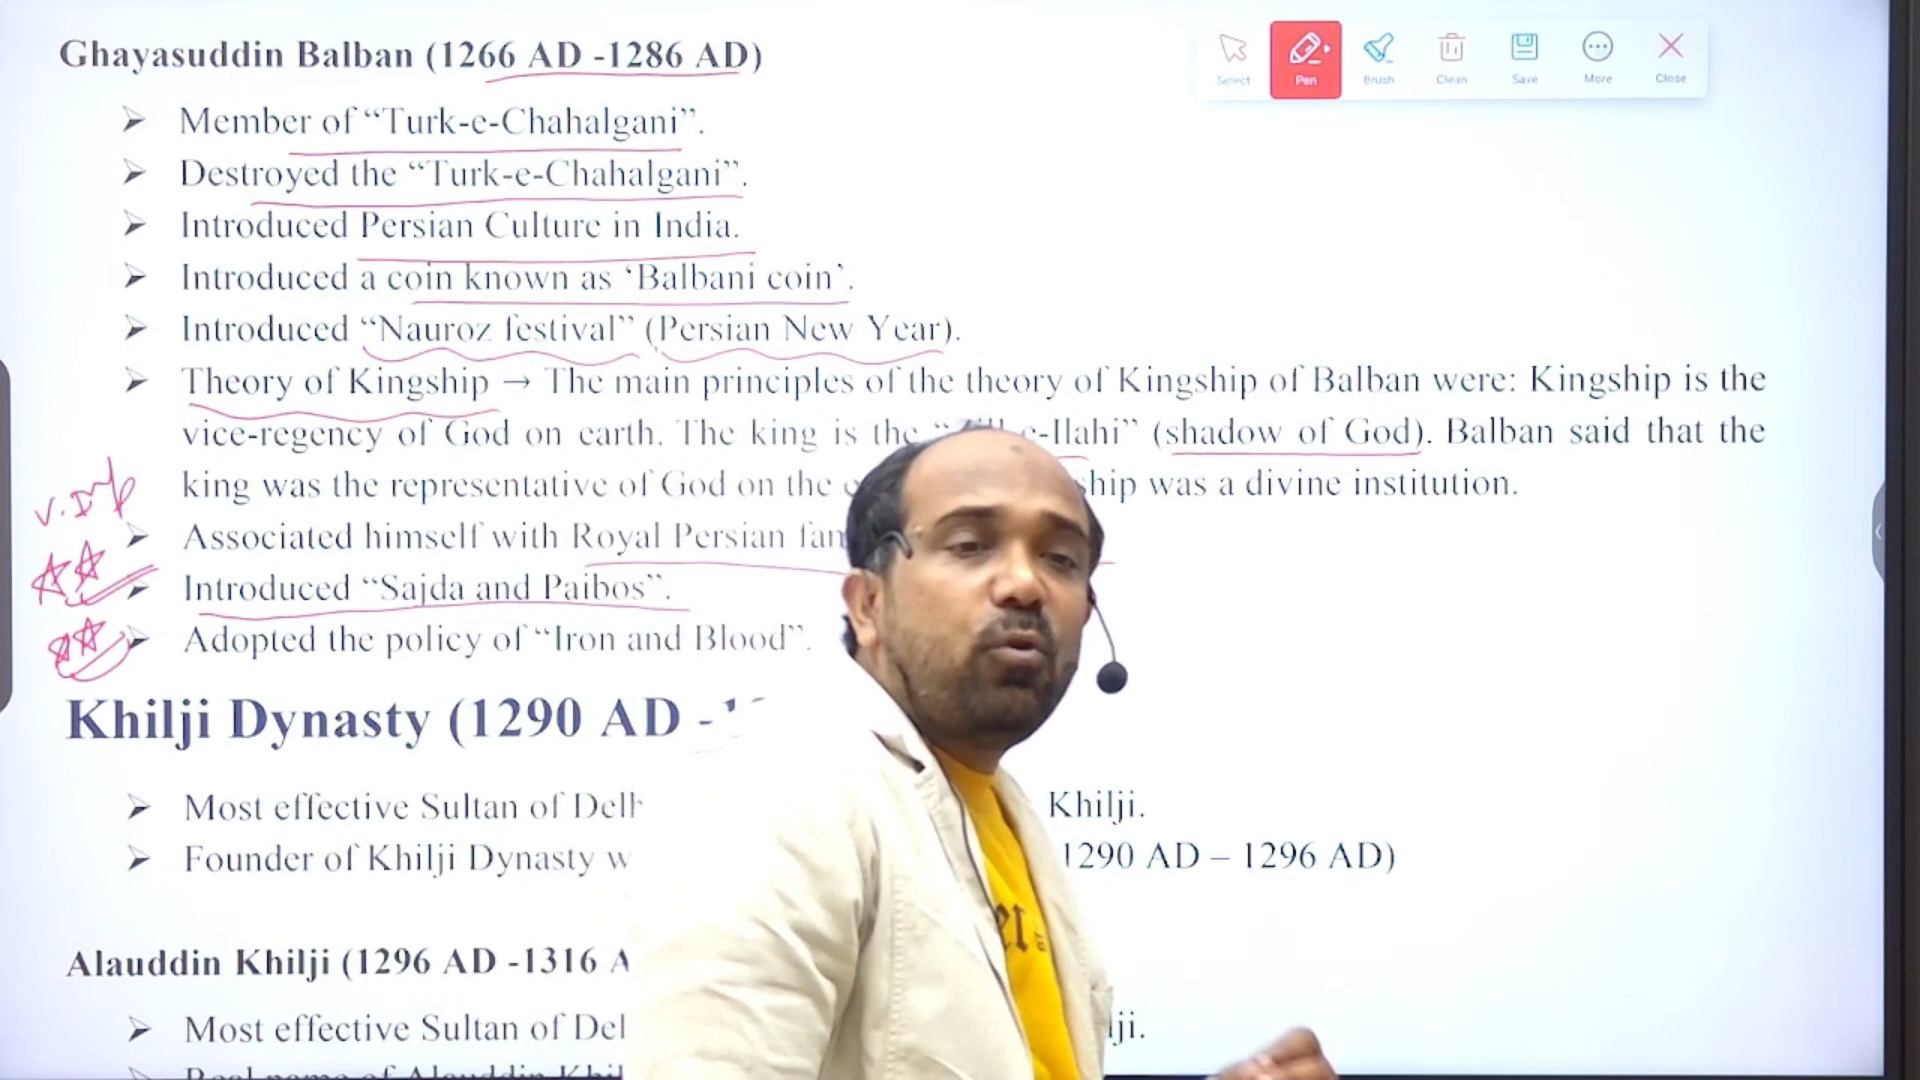 Ghayasuddin Balban (1266 AD -1286 AD)
Select Pen Brush Clean Save More Close
➢ Member of “Turk-e-Chahalgani”.
➢ Destroyed the “Turk-e-Chahalgani”.
➢ Introduced Persian Culture in India.
➢ Introduced a coin known as ‘Balbani coin’.
➢ Introduced “Nauroz festival” (Persian New Year).
➢ Theory of Kingship → The main principles of the theory of Kingship of Balban were: Kingship is the
vice-regency of God on earth. The king is the e-Ilahi” (shadow of God). Balban said that the
king was the representative of God on the ship was a divine institution.
V. Imp
➢ Associated himself with Royal Persian
➢ Introduced “Sajda and Paibos”.
➢ Adopted the policy of “Iron and Blood”.
Khilji Dynasty (1290 AD -
➢ Most effective Sultan of Khilji.
➢ Founder of Khilji Dynasty 1290 AD – 1296 AD)
Alauddin Khilji (1296 AD -1316
➢ Most effective Sultan of ji.
Real name of Alauddin